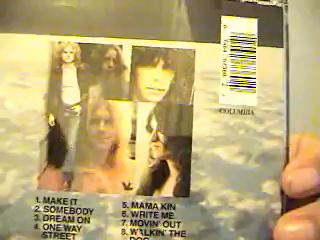 COLUMBIA
1. MAKE IT
2. SOMEBODY
3. DREAM ON
4. ONE WAY
STREET
5. MAMA KIN
6. WRITE ME
7. MOVIN' OUT
8. WALKIN' THE
DOG